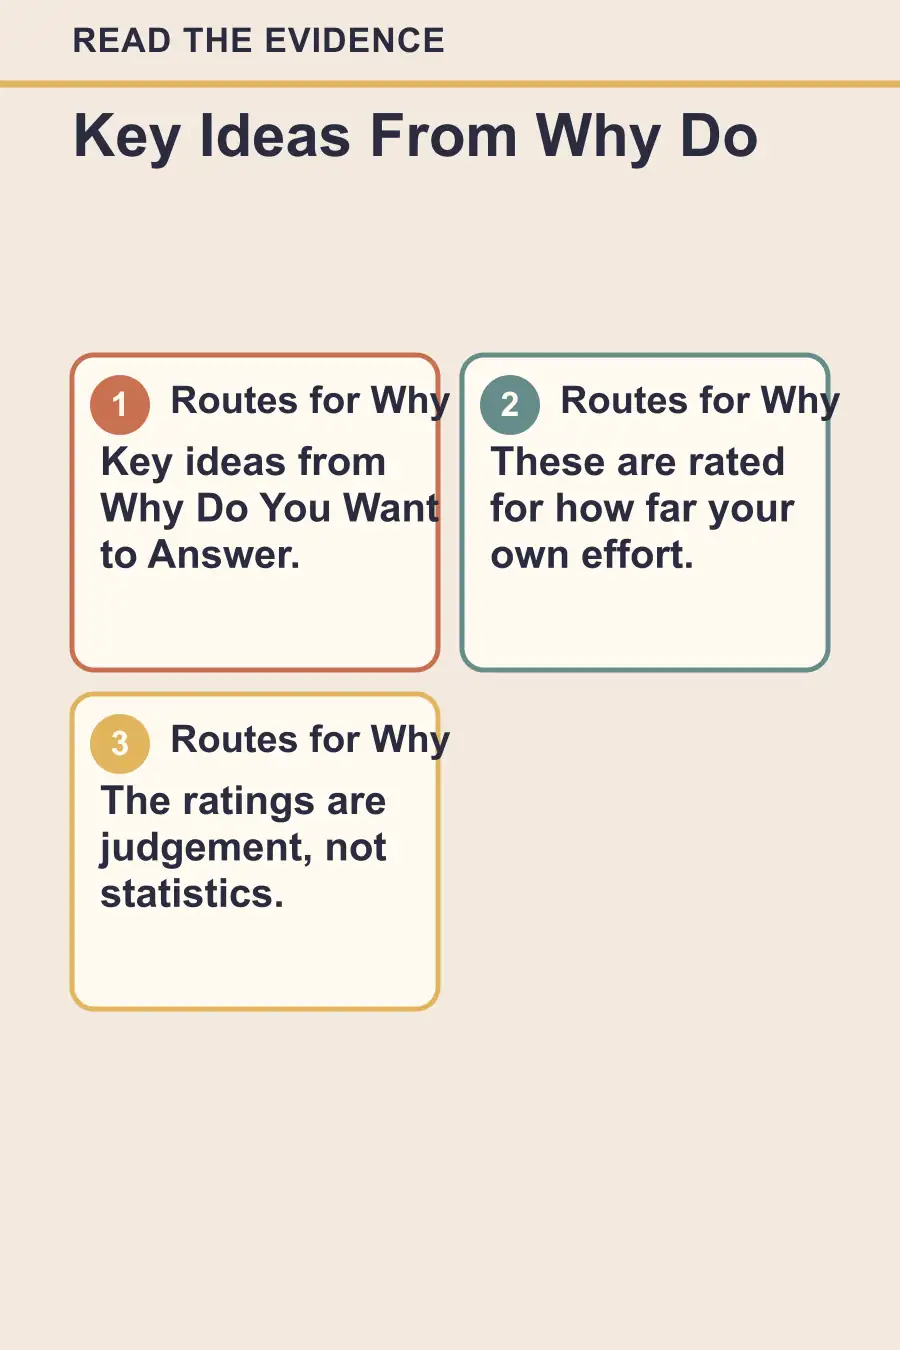 READ THE EVIDENCE
Key Ideas From Why Do
1 Routes for Why
Key ideas from
Why Do You Want
to Answer.
2 Routes for Why
These are rated
for how far your
own effort.
3 Routes for Why
The ratings are
judgement, not
statistics.